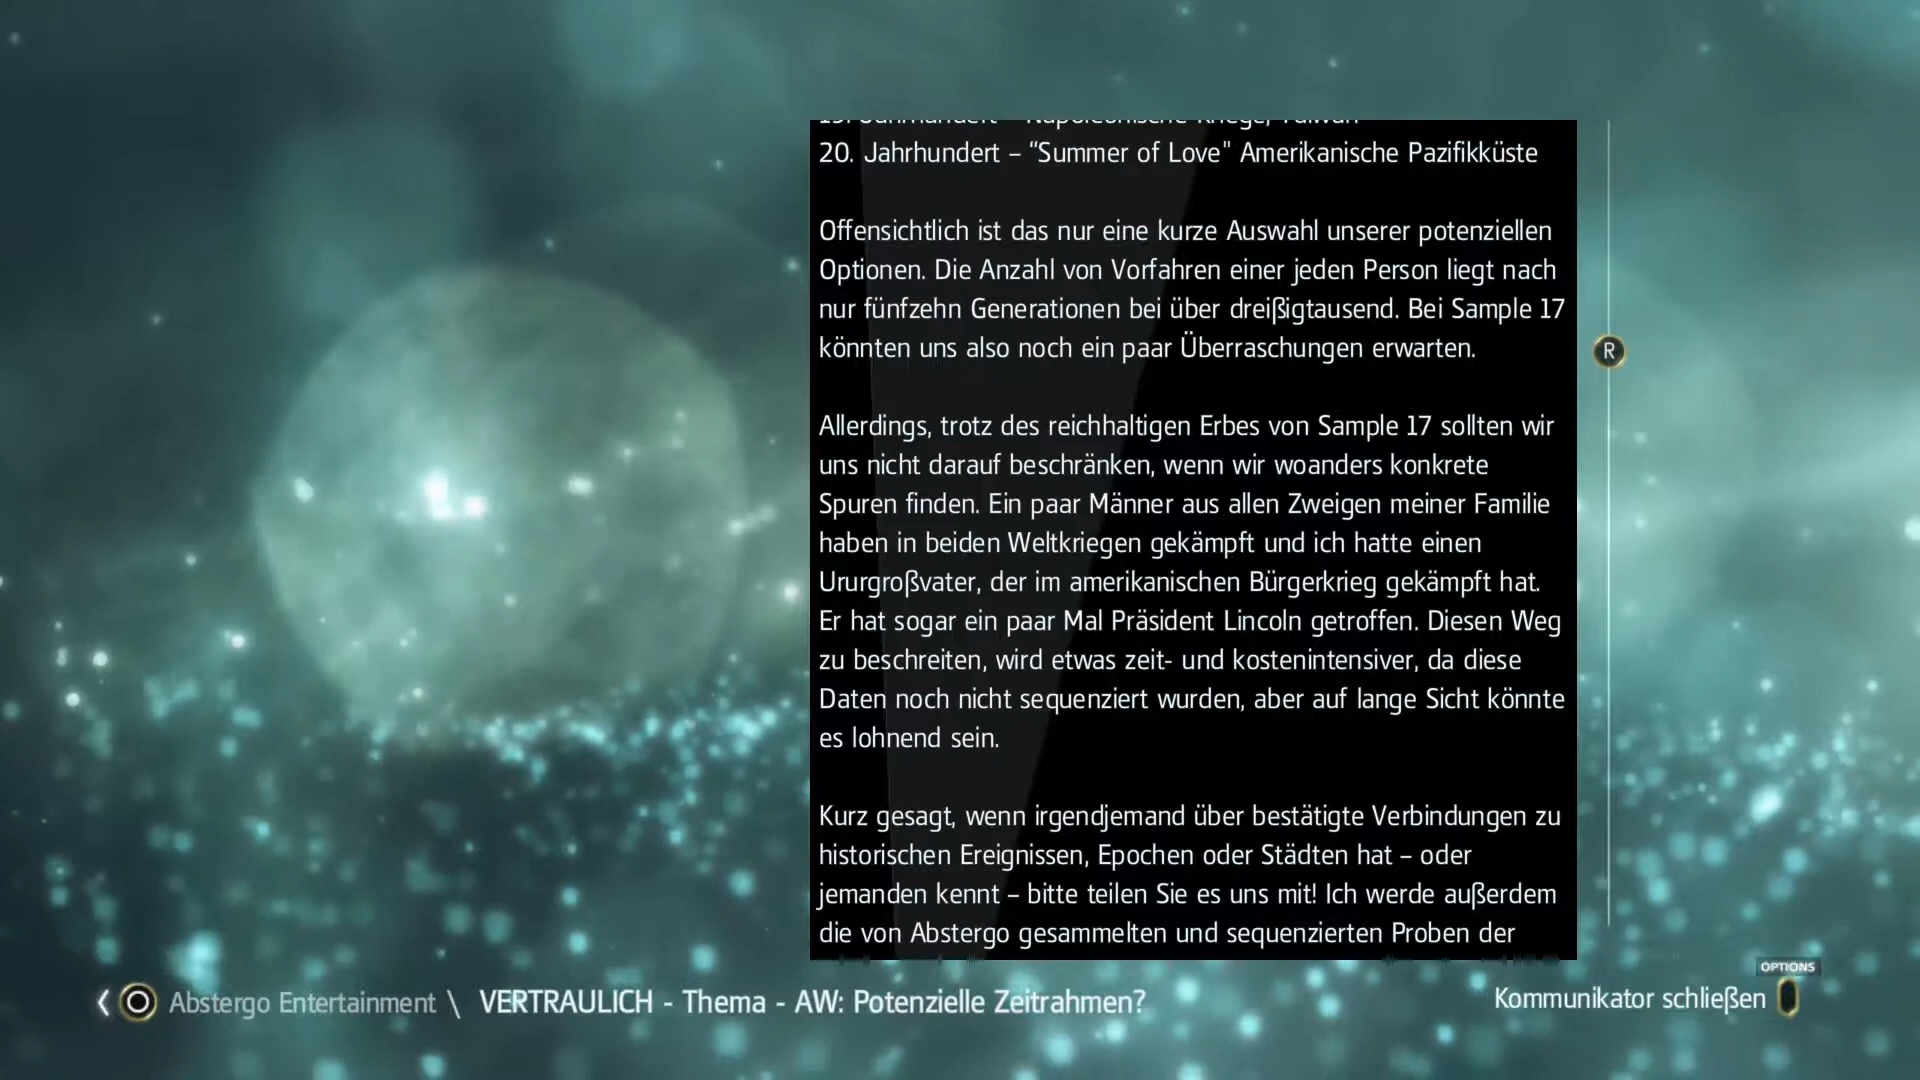 19. Jahrhundert – Napoleonische Kriege, Taiwan
20. Jahrhundert – “Summer of Love" Amerikanische Pazifikküste
Offensichtlich ist das nur eine kurze Auswahl unserer potenziellen
Optionen. Die Anzahl von Vorfahren einer jeden Person liegt nach
nur fünfzehn Generationen bei über dreißigtausend. Bei Sample 17
könnten uns also noch ein paar Überraschungen erwarten.
Allerdings, trotz des reichhaltigen Erbes von Sample 17 sollten wir
uns nicht darauf beschränken, wenn wir woanders konkrete
Spuren finden. Ein paar Männer aus allen Zweigen meiner Familie
haben in beiden Weltkriegen gekämpft und ich hatte einen
Ururgroßvater, der im amerikanischen Bürgerkrieg gekämpft hat.
Er hat sogar ein paar Mal Präsident Lincoln getroffen. Diesen Weg
zu beschreiten, wird etwas zeit- und kostenintensiver, da diese
Daten noch nicht sequenziert wurden, aber auf lange Sicht könnte
es lohnend sein.
Kurz gesagt, wenn irgendjemand über bestätigte Verbindungen zu
historischen Ereignissen, Epochen oder Städten hat – oder
jemanden kennt – bitte teilen Sie es uns mit! Ich werde außerdem
die von Abstergo gesammelten und sequenzierten Proben der
R
Abstergo Entertainment \ VERTRAULICH - Thema - AW: Potenzielle Zeitrahmen?
OPTIONS
Kommunikator schließen